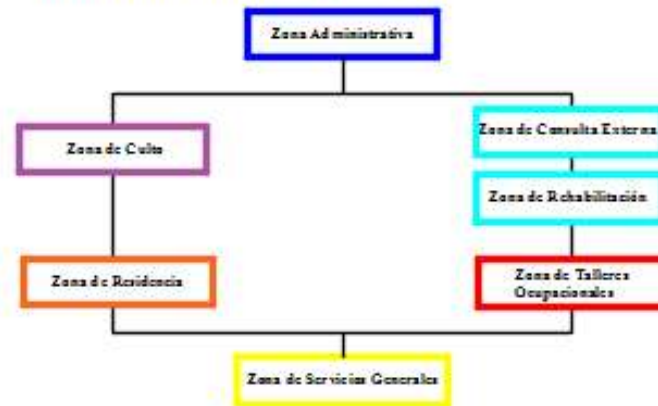 Zona Administrativa
Zona de Culto
Zona de Consulta Externa
Zona de Rehabilitación
Zona de Residencia
Zona de Talleres
Ocupacionales
Zona de Servicios Generales